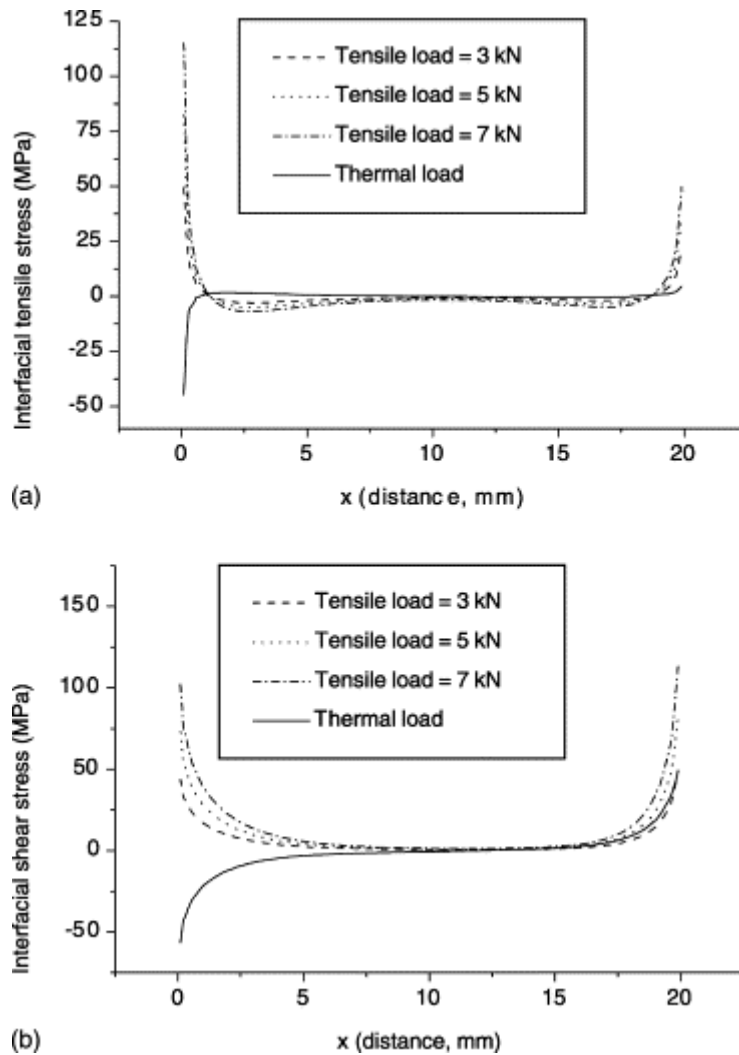 125
100
75
50
25
0
-25
-50
Interfacial tensile stress (MPa)
Tensile load = 3 kN
Tensile load = 5 kN
Tensile load = 7 kN
Thermal load
0 5 10 15 20
x (distance, mm)
(a)
150
100
50
0
-50
Interfacial shear stress (MPa)
Tensile load = 3 kN
Tensile load = 5 kN
Tensile load = 7 kN
Thermal load
0 5 10 15 20
x (distance, mm)
(b)